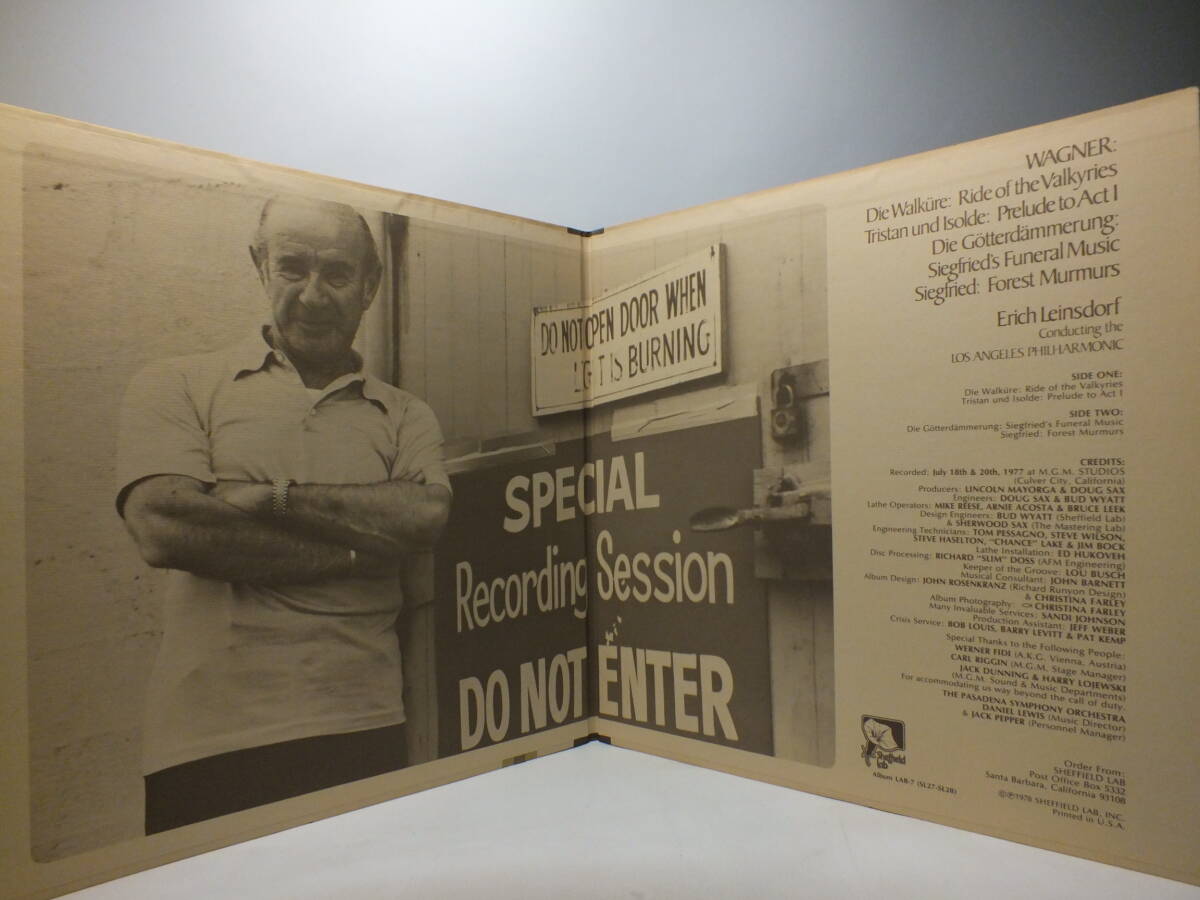 DO NOT OPEN DOOR WHEN
LIGHT IS BURNING
SPECIAL
Recording Session
DO NOT ENTER
WAGNER:
Die Walküre: Ride of the Valkyries
Tristan und Isolde: Prelude to Act I
Die Götterdämmerung:
Siegfried's Funeral Music
Siegfried: Forest Murmurs
Erich Leinsdorf
Conducting the
LOS ANGELES PHILHARMONIC
SIDE ONE:
Die Walküre: Ride of the Valkyries
Tristan und Isolde: Prelude to Act I
SIDE TWO:
Die Götterdämmerung: Siegfried's Funeral Music
Siegfried: Forest Murmurs
CREDITS:
Recorded: July 18th & 20th, 1977 at M.G.M. STUDIOS
(Culver City, California)
Producers: LINCOLN MAYORGA & DOUG SAX
Engineers: DOUG SAX & BUD WYATT
Lathe Operators: MIKE REESE, ARNIE ACOSTA & BRUCE LEEK
Design Engineers: BUD WYATT (Sheffield Lab)
& SHERWOOD SAX (The Mastering Lab)
Engineering Technicians: TOM PESSAGNO, STEVE WILSON,
STEVE HASELTON, "CHANCE" LAKE & JIM BOCK
Lathe Installation: ED HUKOVEH
Disc Processing: RICHARD "SLIM" DOSS (AFM Engineering)
Keeper of the Groove: LOU BUSCH
Musical Consultant: JOHN BARNETT
Album Design: JOHN ROSENKRANZ (Richard Runyon Design)
& CHRISTINA FARLEY
Album Photography: CHRISTINA FARLEY
Many Invaluable Services: SANDI JOHNSON
Production Assistant: JEFF WEBER
Crisis Service: BOB LOUIS, BARRY LEVITT & PAT KEMP
Special Thanks to the Following People:
WERNER FIDI (A.K.G. Vienna, Austria)
CARL RIGGIN (M.G.M. Stage Manager)
JACK DUNNING & HARRY LOJEWSKI
(M.G.M. Sound & Music Departments)
For accommodating us way beyond the call of duty.
THE PASADENA SYMPHONY ORCHESTRA
DANIEL LEWIS (Music Director)
& JACK PEPPER (Personnel Manager)
Sheffield
Lab
Album LAB-7 (SL27-SL28)
Order From:
SHEFFIELD LAB
Post Office Box 5332
Santa Barbara, California 93108
©℗1978 SHEFFIELD LAB, INC.
Printed in U.S.A.